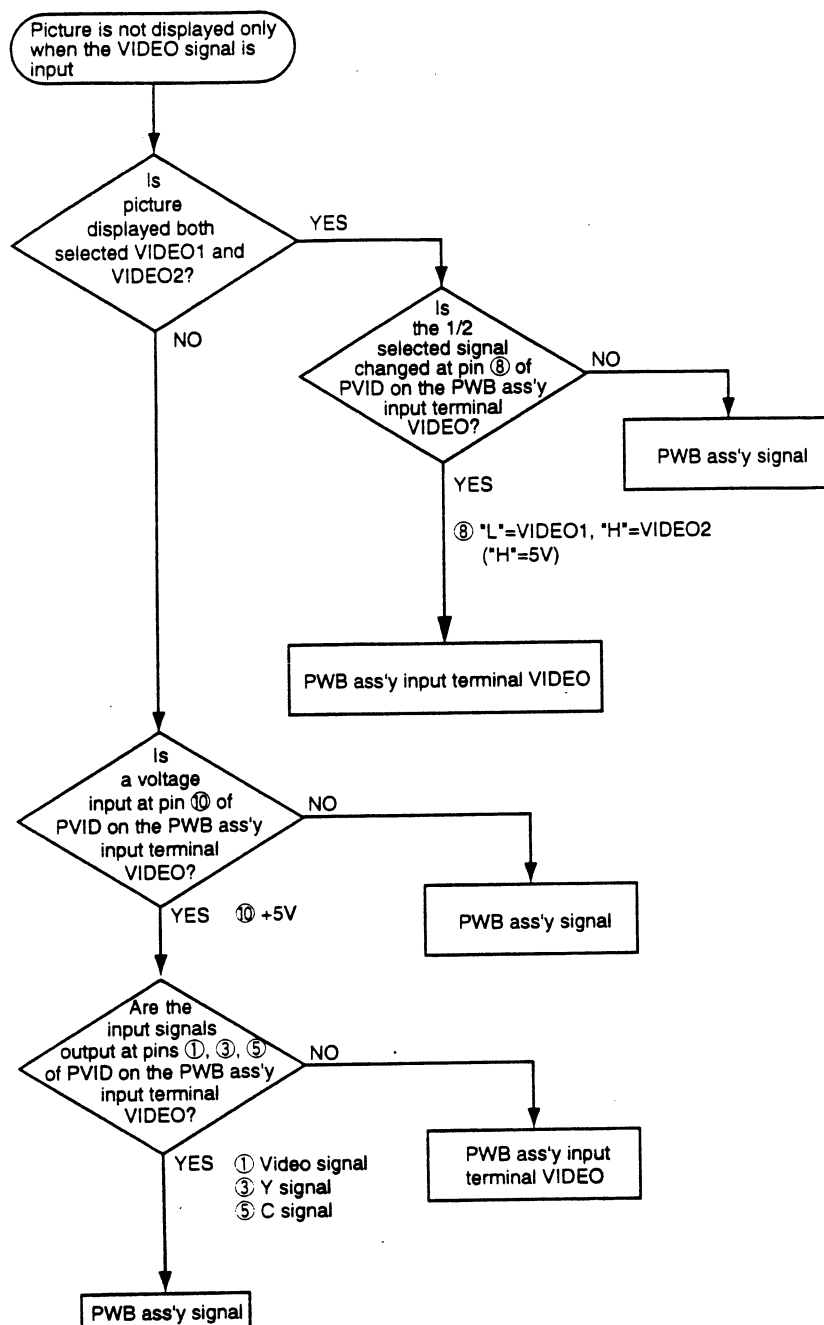 Picture is not displayed only
when the VIDEO signal is
input
Is
picture
displayed both
selected VIDEO1 and
VIDEO2?
YES
NO
Is
the 1/2
selected signal
changed at pin ⑧ of
PVID on the PWB ass'y
input terminal
VIDEO?
NO
PWB ass'y signal
YES
⑧ "L"=VIDEO1, "H"=VIDEO2
("H"=5V)
PWB ass'y input terminal VIDEO
Is
a voltage
input at pin ⑩ of
PVID on the PWB ass'y
input terminal
VIDEO?
NO
PWB ass'y signal
YES ⑩ +5V
Are the
input signals
output at pins ①, ③, ⑤
of PVID on the PWB ass'y
input terminal
VIDEO?
NO
PWB ass'y input
terminal VIDEO
YES ① Video signal
③ Y signal
⑤ C signal
PWB ass'y signal